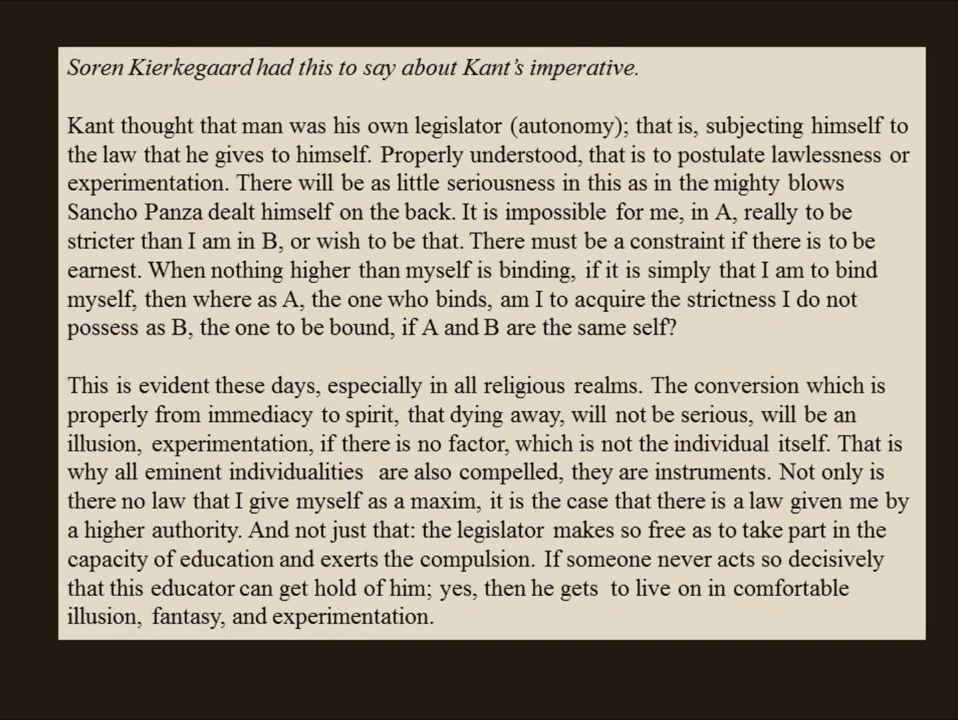 Soren Kierkegaard had this to say about Kant's imperative.
Kant thought that man was his own legislator (autonomy); that is, subjecting himself to
the law that he gives to himself. Properly understood, that is to postulate lawlessness or
experimentation. There will be as little seriousness in this as in the mighty blows
Sancho Panza dealt himself on the back. It is impossible for me, in A, really to be
stricter than I am in B, or wish to be that. There must be a constraint if there is to be
earnest. When nothing higher than myself is binding, if it is simply that I am to bind
myself, then where as A, the one who binds, am I to acquire the strictness I do not
possess as B, the one to be bound, if A and B are the same self?
This is evident these days, especially in all religious realms. The conversion which is
properly from immediacy to spirit, that dying away, will not be serious, will be an
illusion, experimentation, if there is no factor, which is not the individual itself. That is
why all eminent individualities are also compelled, they are instruments. Not only is
there no law that I give myself as a maxim, it is the case that there is a law given me by
a higher authority. And not just that: the legislator makes so free as to take part in the
capacity of education and exerts the compulsion. If someone never acts so decisively
that this educator can get hold of him; yes, then he gets to live on in comfortable
illusion, fantasy, and experimentation.